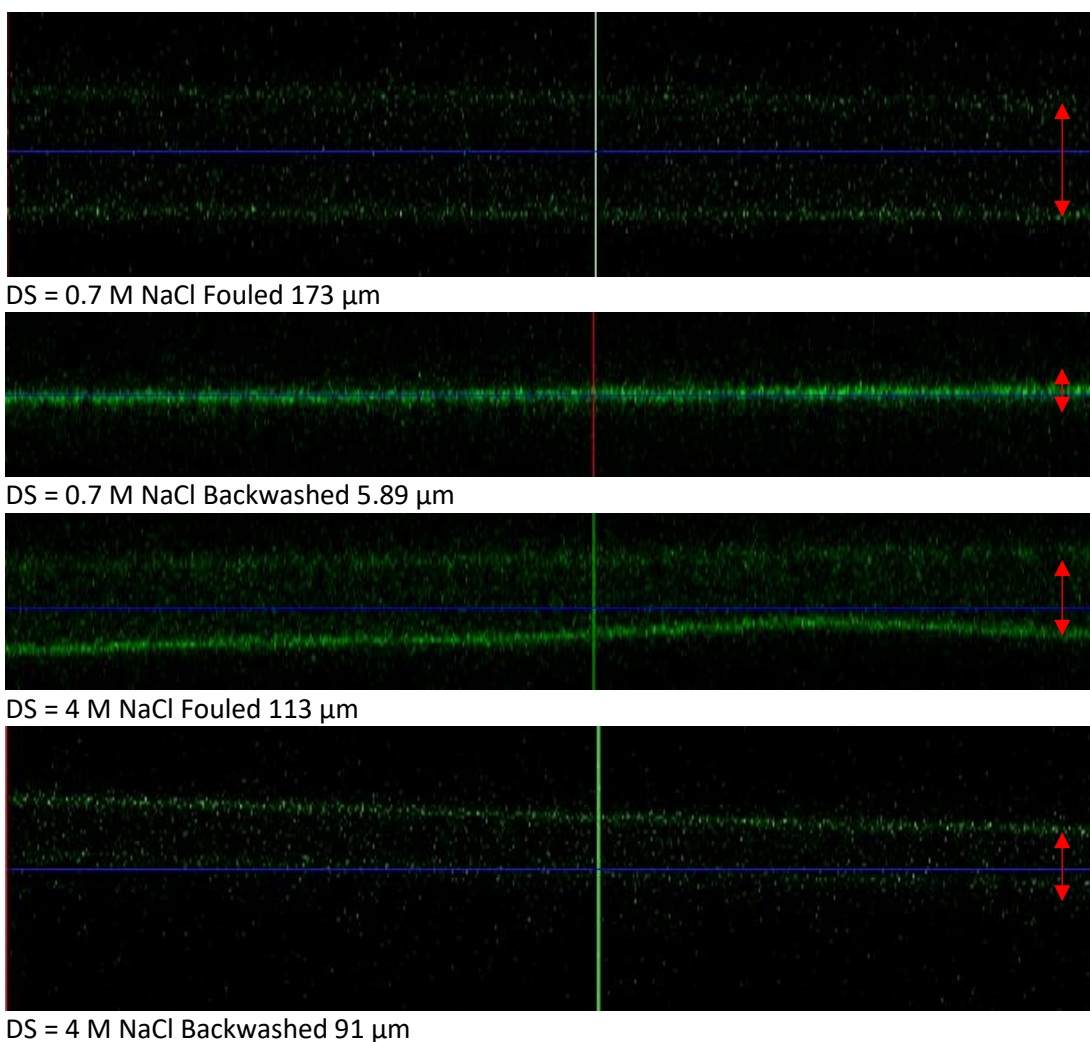 DS = 0.7 M NaCl Fouled 173 µm
DS = 0.7 M NaCl Backwashed 5.89 µm
DS = 4 M NaCl Fouled 113 µm
DS = 4 M NaCl Backwashed 91 µm